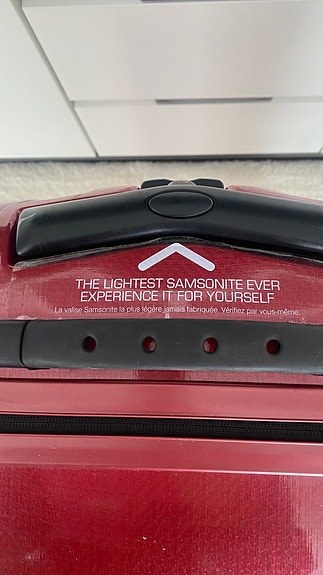 THE LIGHTEST SAMSONITE EVER
EXPERIENCE IT FOR YOURSELF
La valise Samsonite la plus légère jamais fabriquée. Vérifiez par vous-même.